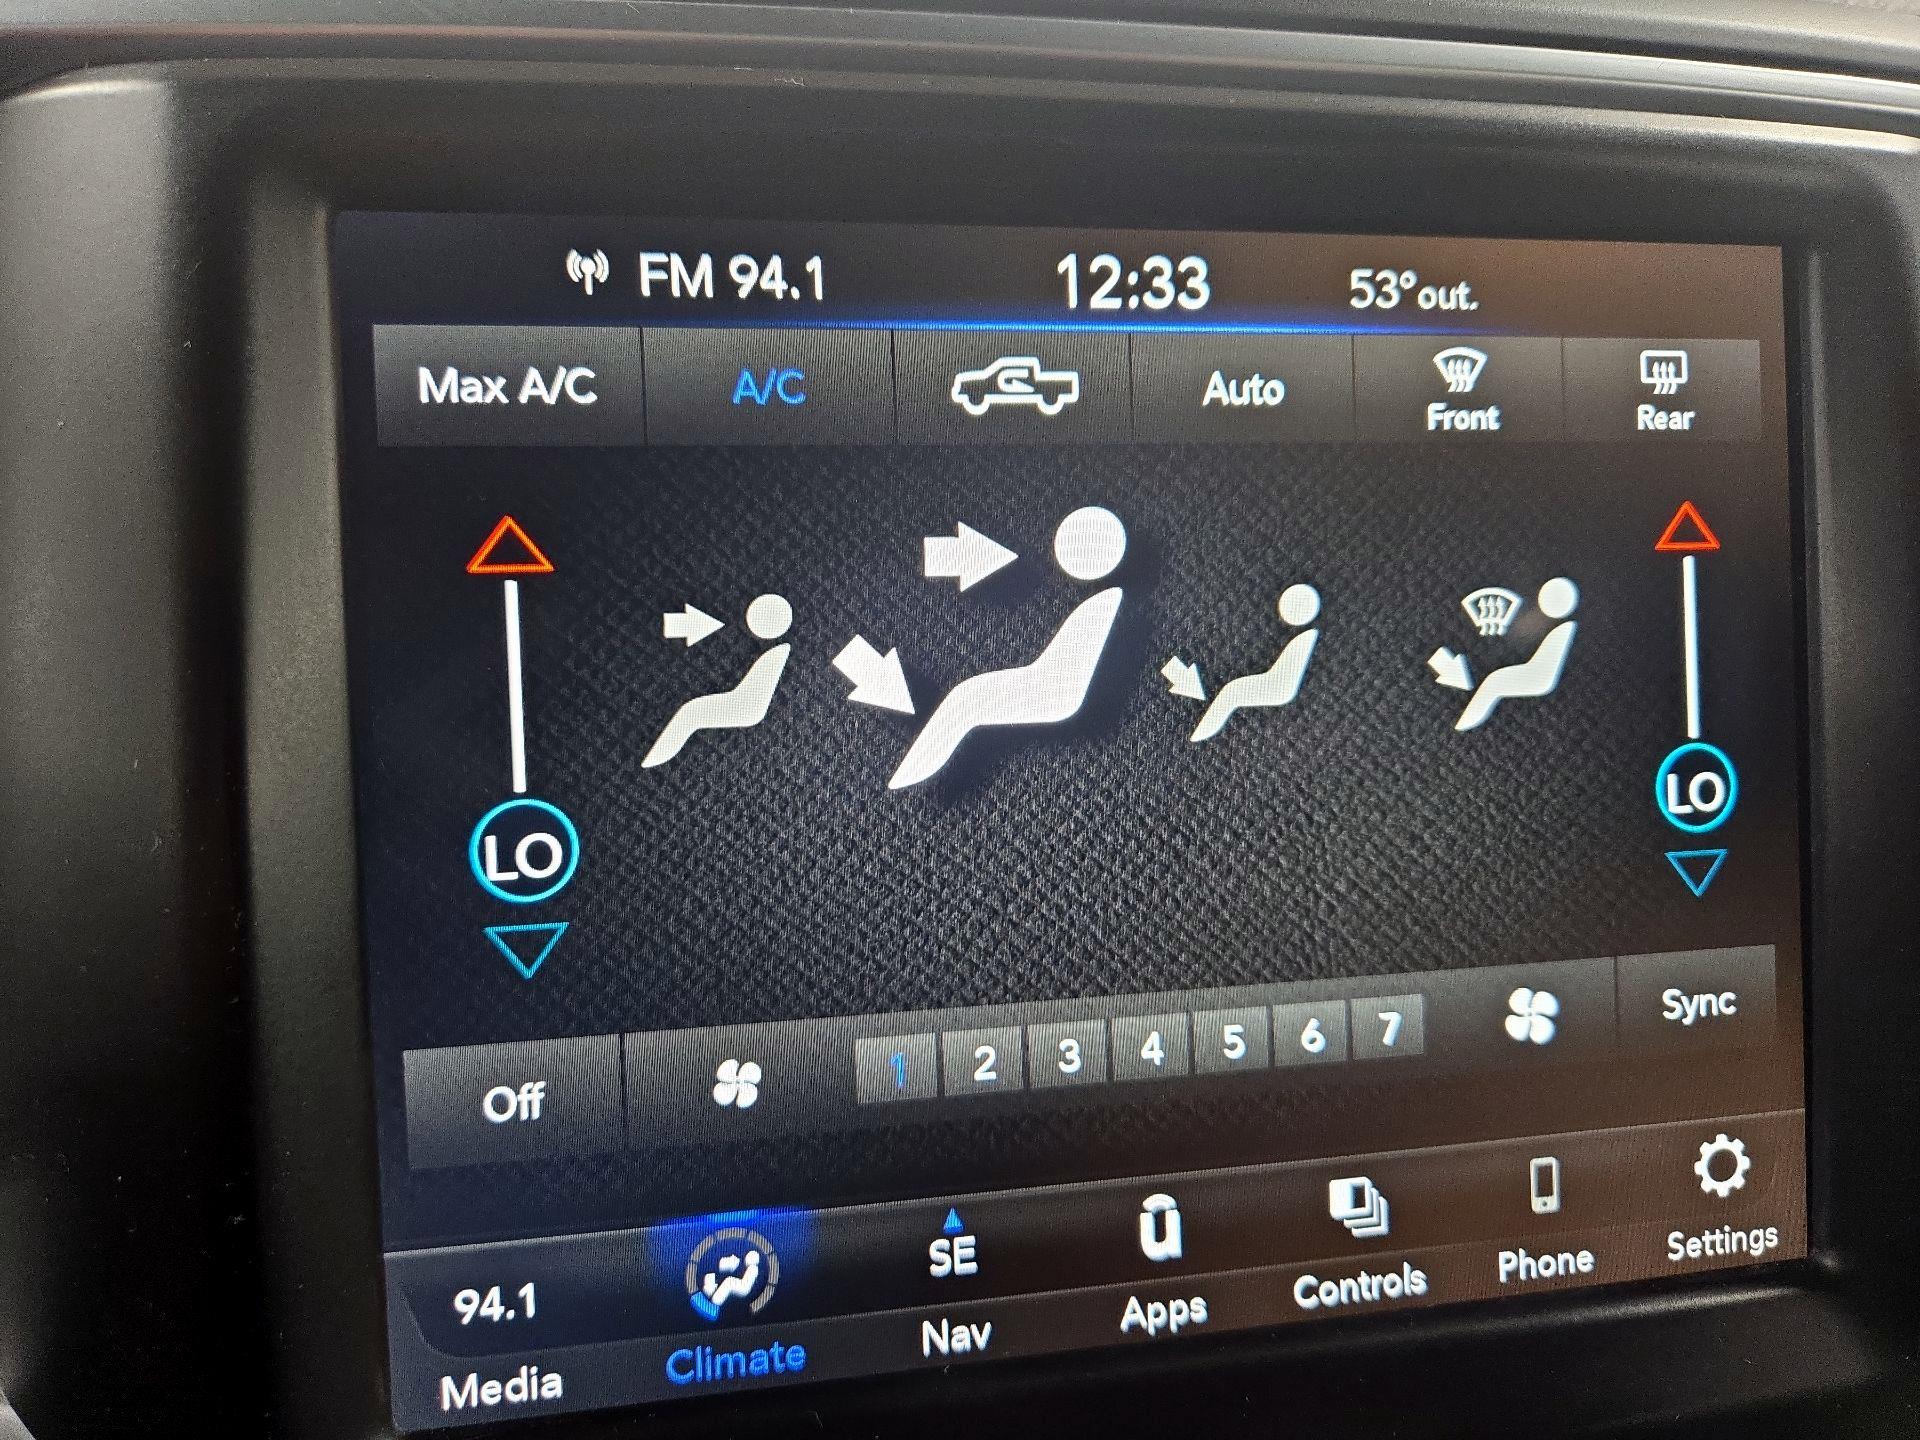 FM 94.1 12:33 53°out.
Max A/C A/C Auto Front Rear
LO LO
Off 1 2 3 4 5 6 7 Sync
94.1 SE
Media Climate Nav Apps Controls Phone Settings